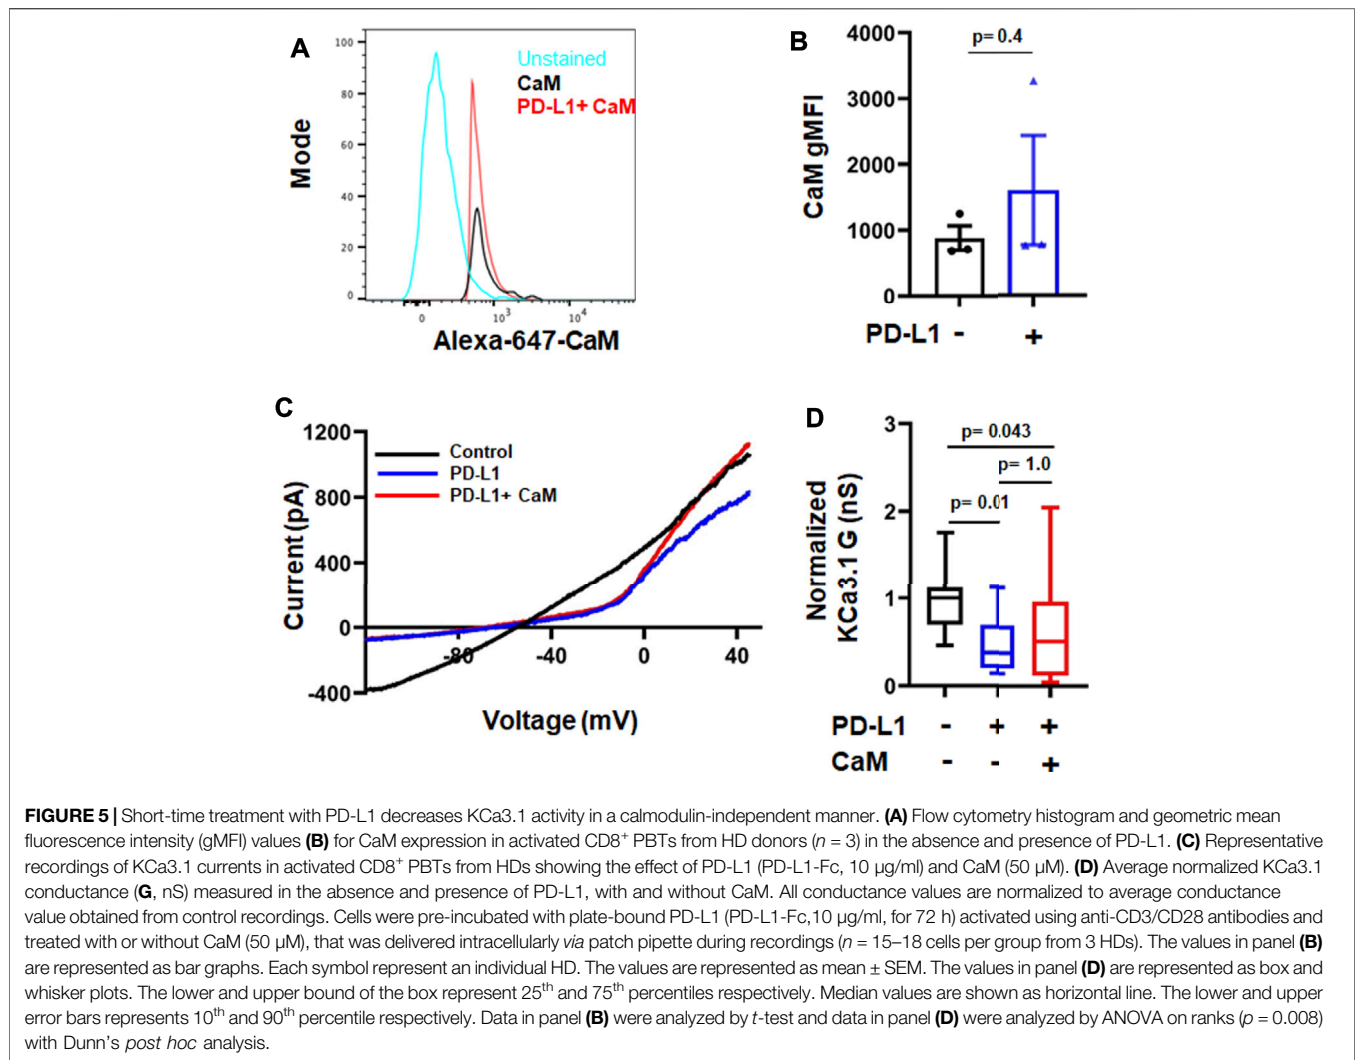 A
Unstained
CaM
PD-L1+ CaM
100
80
60
40
20
0
Mode
0
10³
10⁴
Alexa-647-CaM
B
p= 0.4
4000
3000
2000
1000
0
CaM gMFI
PD-L1 - +
C
Control
PD-L1
PD-L1+ CaM
1200
800
400
0
-400
Current (pA)
-80
-40
0
40
Voltage (mV)
D
p= 0.043
p= 1.0
p= 0.01
3
2
1
0
Normalized
KCa3.1 G (nS)
PD-L1 - + +
CaM - - +
FIGURE 5 | Short-time treatment with PD-L1 decreases KCa3.1 activity in a calmodulin-independent manner. (A) Flow cytometry histogram and geometric mean
fluorescence intensity (gMFI) values (B) for CaM expression in activated CD8⁺ PBTs from HD donors (n = 3) in the absence and presence of PD-L1. (C) Representative
recordings of KCa3.1 currents in activated CD8⁺ PBTs from HDs showing the effect of PD-L1 (PD-L1-Fc, 10 µg/ml) and CaM (50 µM). (D) Average normalized KCa3.1
conductance (G, nS) measured in the absence and presence of PD-L1, with and without CaM. All conductance values are normalized to average conductance
value obtained from control recordings. Cells were pre-incubated with plate-bound PD-L1 (PD-L1-Fc,10 µg/ml, for 72 h) activated using anti-CD3/CD28 antibodies and
treated with or without CaM (50 µM), that was delivered intracellularly via patch pipette during recordings (n = 15–18 cells per group from 3 HDs). The values in panel (B)
are represented as bar graphs. Each symbol represent an individual HD. The values are represented as mean ± SEM. The values in panel (D) are represented as box and
whisker plots. The lower and upper bound of the box represent 25th and 75th percentiles respectively. Median values are shown as horizontal line. The lower and upper
error bars represents 10th and 90th percentile respectively. Data in panel (B) were analyzed by t-test and data in panel (D) were analyzed by ANOVA on ranks (p = 0.008)
with Dunn's post hoc analysis.